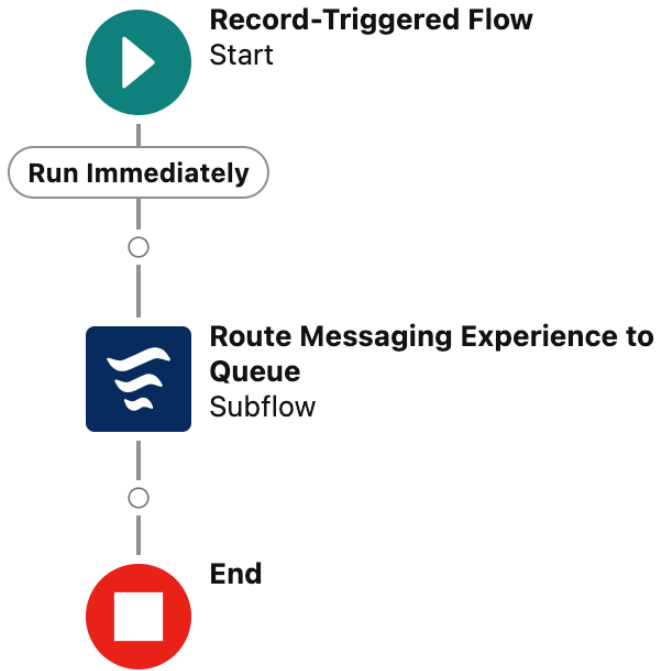 Record-Triggered Flow
Start
Run Immediately
Route Messaging Experience to
Queue
Subflow
End